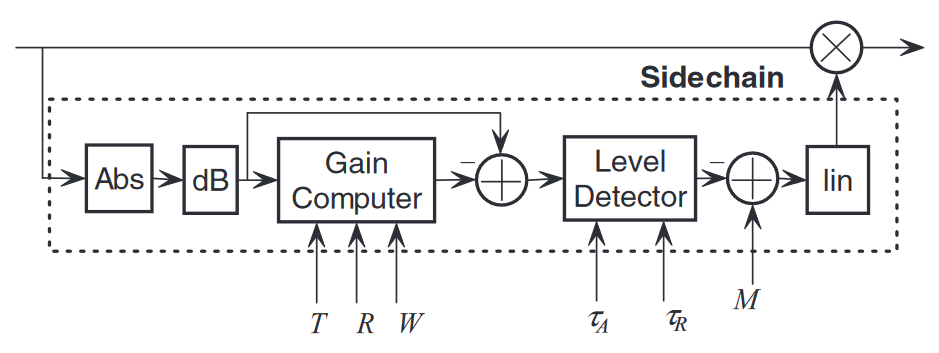 Sidechain
Abs
dB
Gain
Computer
−
Level
Detector
−
lin
T
R
W
τA
τR
M